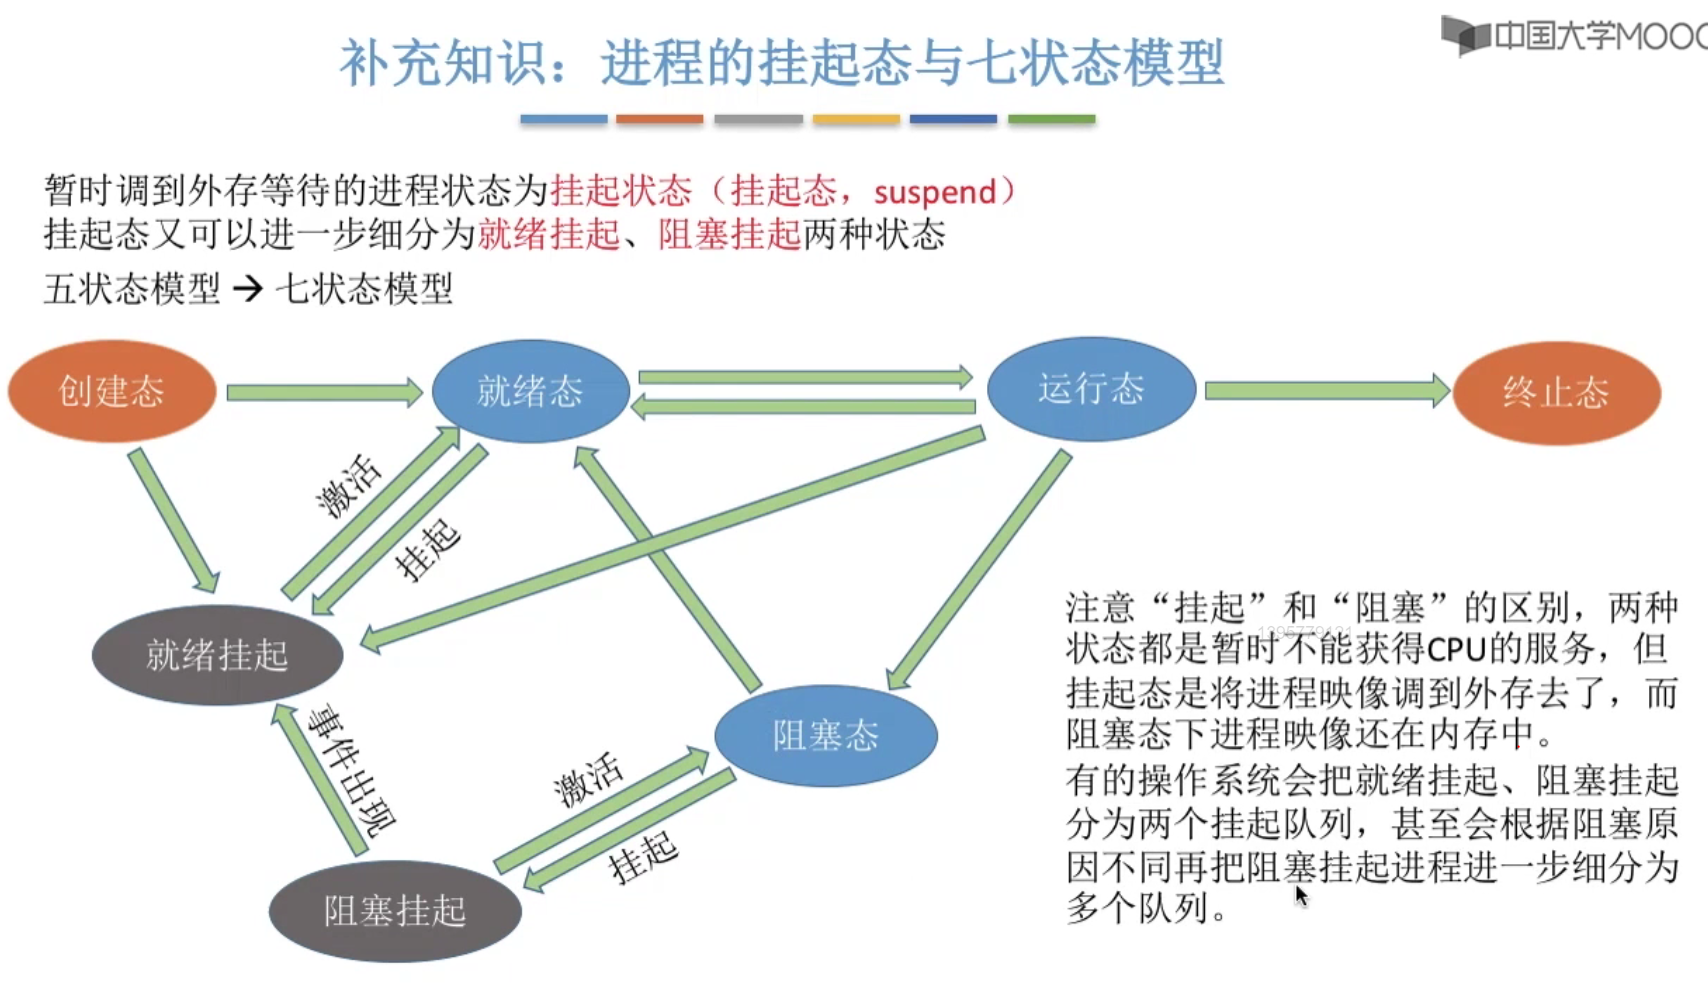 中国大学MOOC
补充知识：进程的挂起态与七状态模型
暂时调到外存等待的进程状态为挂起状态（挂起态，suspend）
挂起态又可以进一步细分为就绪挂起、阻塞挂起两种状态
五状态模型 → 七状态模型
创建态
就绪态
运行态
终止态
激活
挂起
就绪挂起
事件出现
阻塞态
激活
挂起
阻塞挂起
注意“挂起”和“阻塞”的区别，两种
状态都是暂时不能获得CPU的服务，但
挂起态是将进程映像调到外存去了，而
阻塞态下进程映像还在内存中。
有的操作系统会把就绪挂起、阻塞挂起
分为两个挂起队列，甚至会根据阻塞原
因不同再把阻塞挂起进程进一步细分为
多个队列。